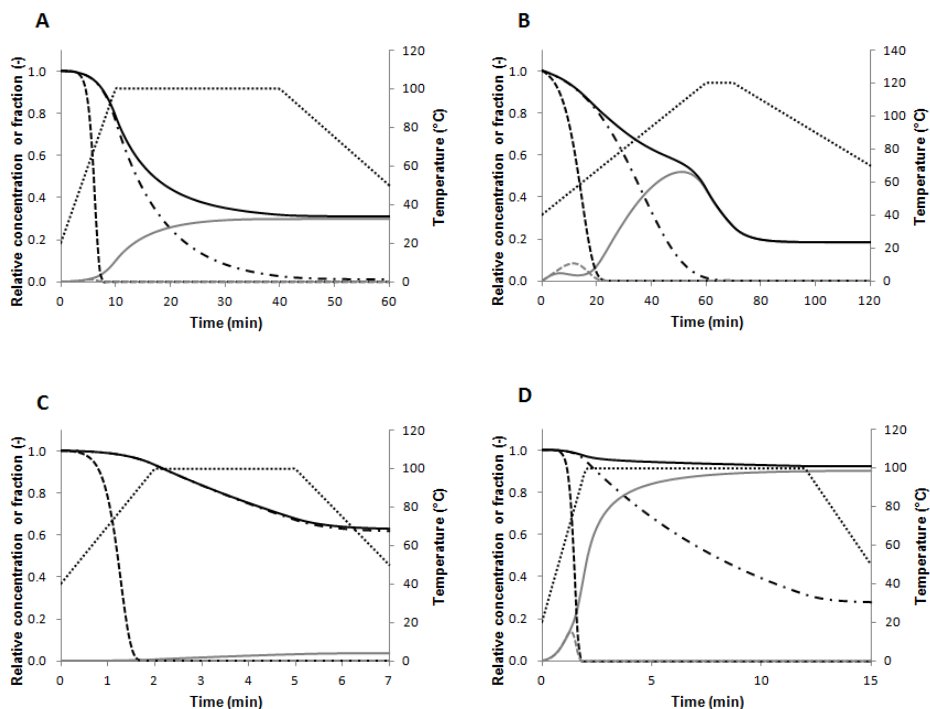 A
Relative concentration or fraction (-)
1.0
0.8
0.6
0.4
0.2
0.0
0 10 20 30 40 50 60
Time (min)
120
100
80
60
40
20
0
Temperature (°C)
B
Relative concentration or fraction (-)
1.0
0.8
0.6
0.4
0.2
0.0
0 20 40 60 80 100 120
Time (min)
140
120
100
80
60
40
20
0
Temperature (°C)
C
Relative concentration or fraction (-)
1.0
0.8
0.6
0.4
0.2
0.0
0 1 2 3 4 5 6 7
Time (min)
120
100
80
60
40
20
0
Temperature (°C)
D
Relative concentration or fraction (-)
1.0
0.8
0.6
0.4
0.2
0.0
0 5 10 15
Time (min)
120
100
80
60
40
20
0
Temperature (°C)